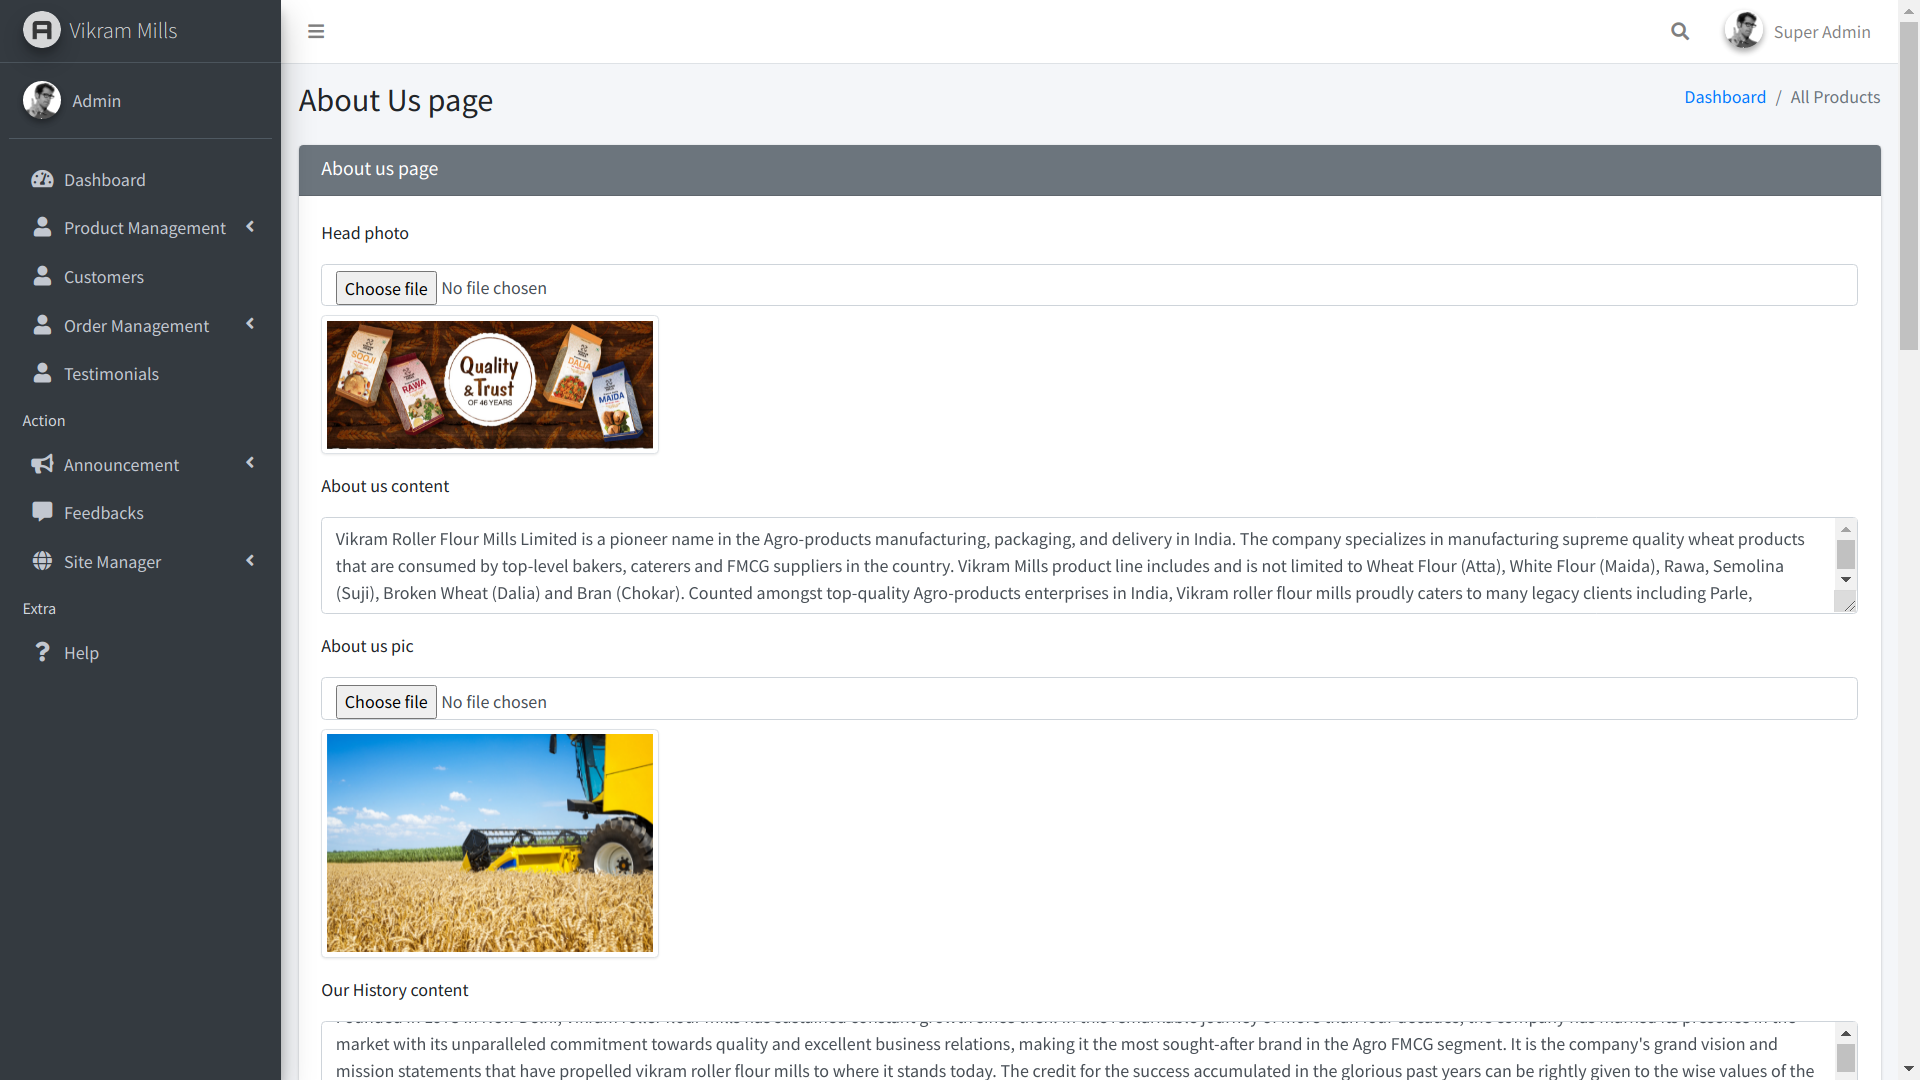 Vikram Mills
Super Admin
Admin
Dashboard
Product Management
Customers
Order Management
Testimonials
Action
Announcement
Feedbacks
Site Manager
Extra
Help
About Us page
Dashboard / All Products
About us page
Head photo
Choose file No file chosen
SOOJI
RAWA
Quality
& Trust
OF 46 YEARS
DALIA
MAIDA
About us content
Vikram Roller Flour Mills Limited is a pioneer name in the Agro-products manufacturing, packaging, and delivery in India. The company specializes in manufacturing supreme quality wheat products
that are consumed by top-level bakers, caterers and FMCG suppliers in the country. Vikram Mills product line includes and is not limited to Wheat Flour (Atta), White Flour (Maida), Rawa, Semolina
(Suji), Broken Wheat (Dalia) and Bran (Chokar). Counted amongst top-quality Agro-products enterprises in India, Vikram roller flour mills proudly caters to many legacy clients including Parle,
About us pic
Choose file No file chosen
Our History content
market with its unparalleled commitment towards quality and excellent business relations, making it the most sought-after brand in the Agro FMCG segment. It is the company's grand vision and
mission statements that have propelled vikram roller flour mills to where it stands today. The credit for the success accumulated in the glorious past years can be rightly given to the wise values of the